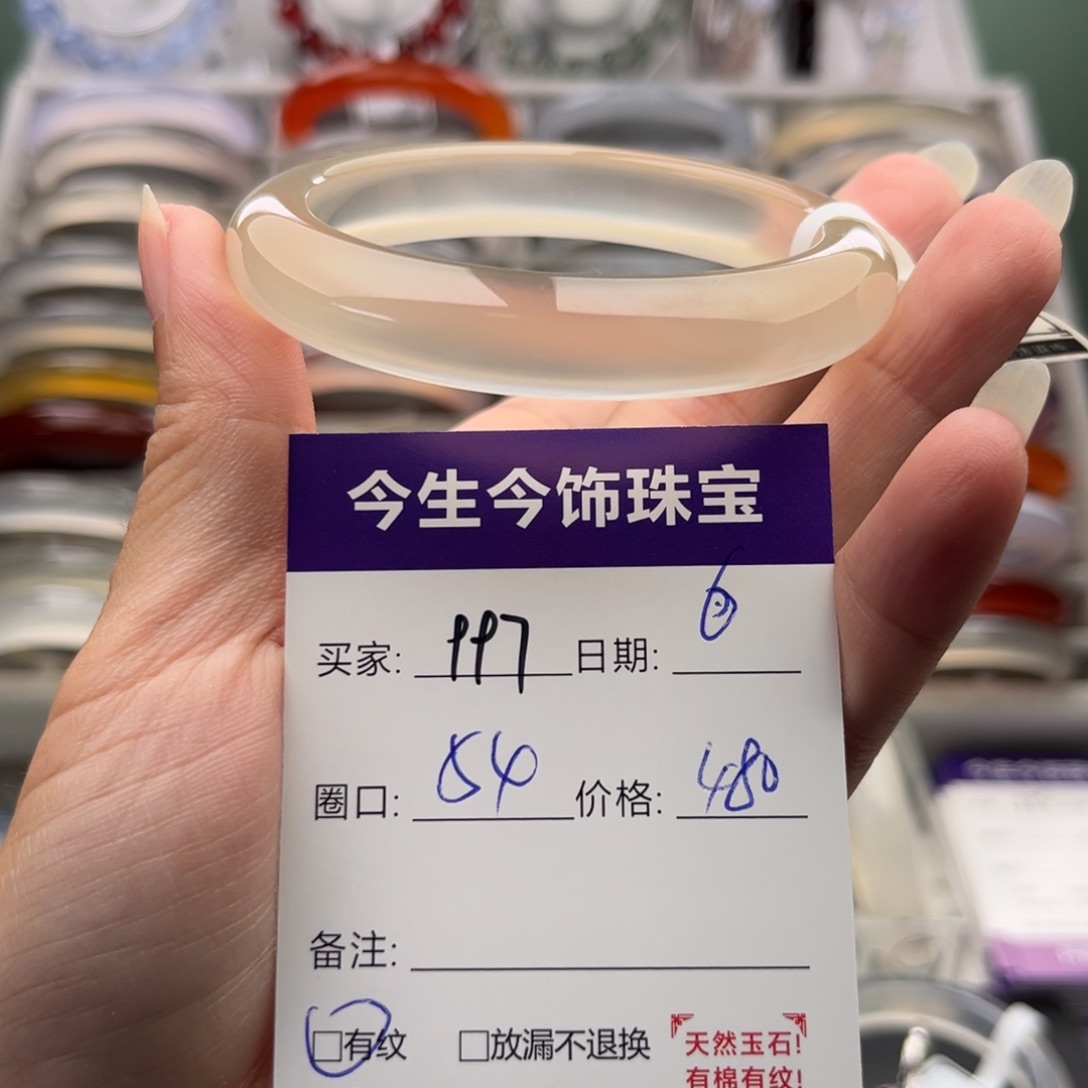 今生今饰珠宝
6
买家: 997 日期:
圈口: 54 价格: 480
备注:
□有纹 □放漏不退换 天然玉石!
有棉有纹!